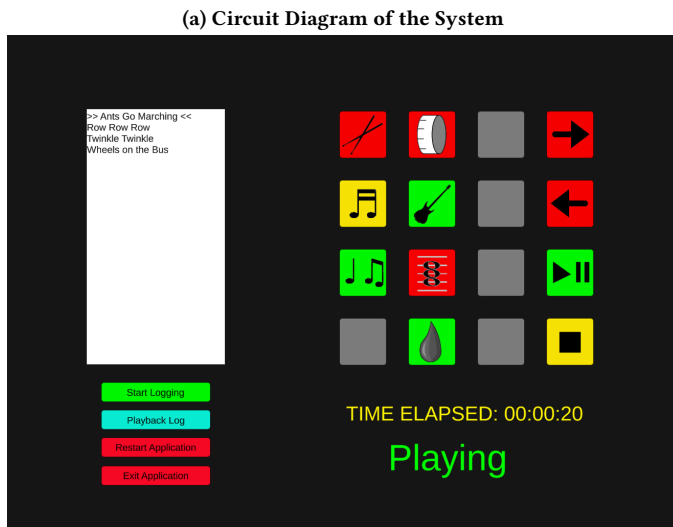 (a) Circuit Diagram of the System
>> Ants Go Marching <<
Row Row Row
Twinkle Twinkle
Wheels on the Bus
Start Logging
Playback Log
Restart Application
Exit Application
TIME ELAPSED: 00:00:20
Playing